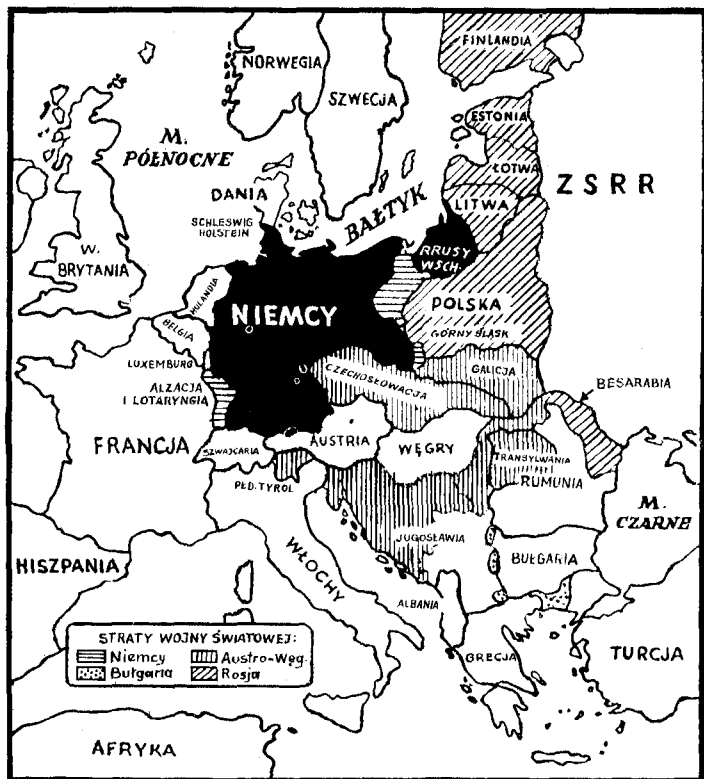 FINLANDIA
NORWEGIA
SZWECJA
ESTONIA
M.
PÓŁNOCNE
ŁOTWA
ZSRR
DANIA
LITWA
SCHLESWIG
HOLSTEIN
BAŁTYK
RRUSY
WSCH.
W.
BRYTANIA
HULANDIA
NIEMCY
POLSKA
BELGIA
GÓRNY ŚLĄSK
LUXEMBURG
CZECHOSŁOWACJA
GALICJA
ALZACJA
I LOTARYNGIA
BESARABIA
FRANCJA
SZWAJCARIA
AUSTRIA
WĘGRY
TRANSYLWANIA
RUMUNIA
PŁD. TYROL
M.
CZARNE
JUGOSŁAWIA
HISZPANIA
WŁOCHY
BUŁGARIA
ALBANIA
STRATY WOJNY ŚWIATOWEJ:
Niemcy Austro-Węg.
Bułgaria Rosja
GRECJA
TURCJA
AFRYKA